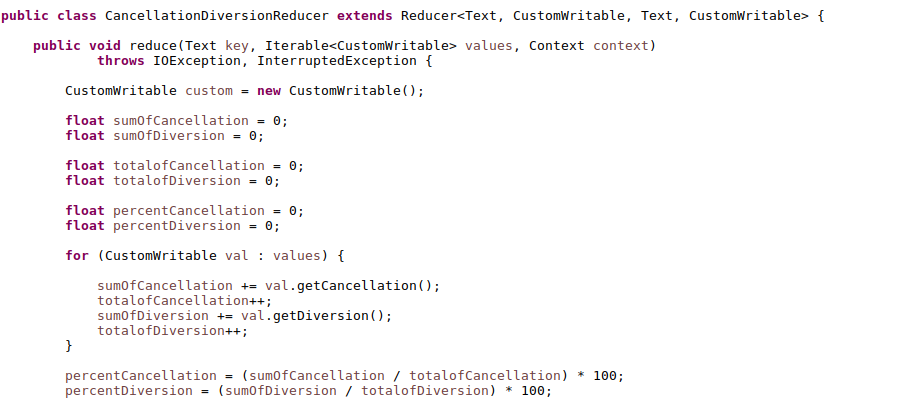 public class CancellationDiversionReducer extends Reducer<Text, CustomWritable, Text, CustomWritable> {
public void reduce(Text key, Iterable<CustomWritable> values, Context context)
throws IOException, InterruptedException {
CustomWritable custom = new CustomWritable();
float sumOfCancellation = 0;
float sumOfDiversion = 0;
float totalofCancellation = 0;
float totalofDiversion = 0;
float percentCancellation = 0;
float percentDiversion = 0;
for (CustomWritable val : values) {
sumOfCancellation += val.getCancellation();
totalofCancellation++;
sumOfDiversion += val.getDiversion();
totalofDiversion++;
}
percentCancellation = (sumOfCancellation / totalofCancellation) * 100;
percentDiversion = (sumOfDiversion / totalofDiversion) * 100;